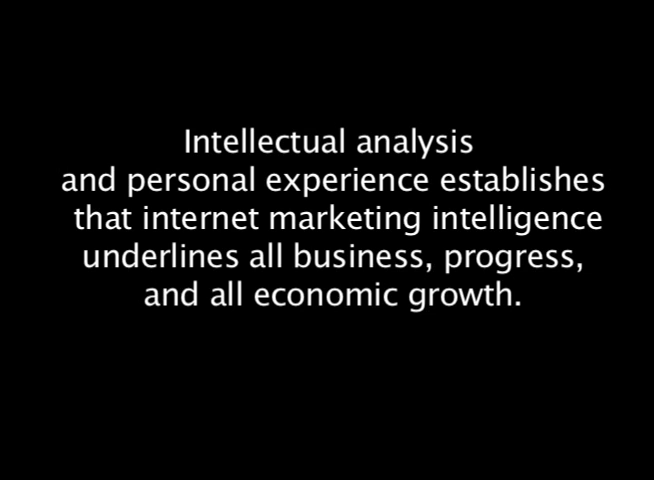 Intellectual analysis
and personal experience establishes
that internet marketing intelligence
underlines all business, progress,
and all economic growth.